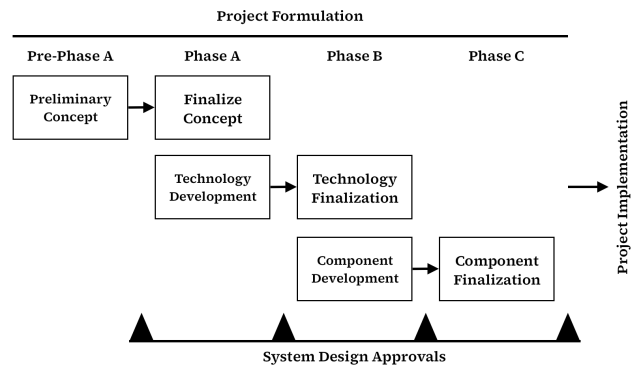 Project Formulation
Pre-Phase A
Phase A
Phase B
Phase C
Preliminary
Concept
Finalize
Concept
Technology
Development
Technology
Finalization
Component
Development
Component
Finalization
Project Implementation
System Design Approvals